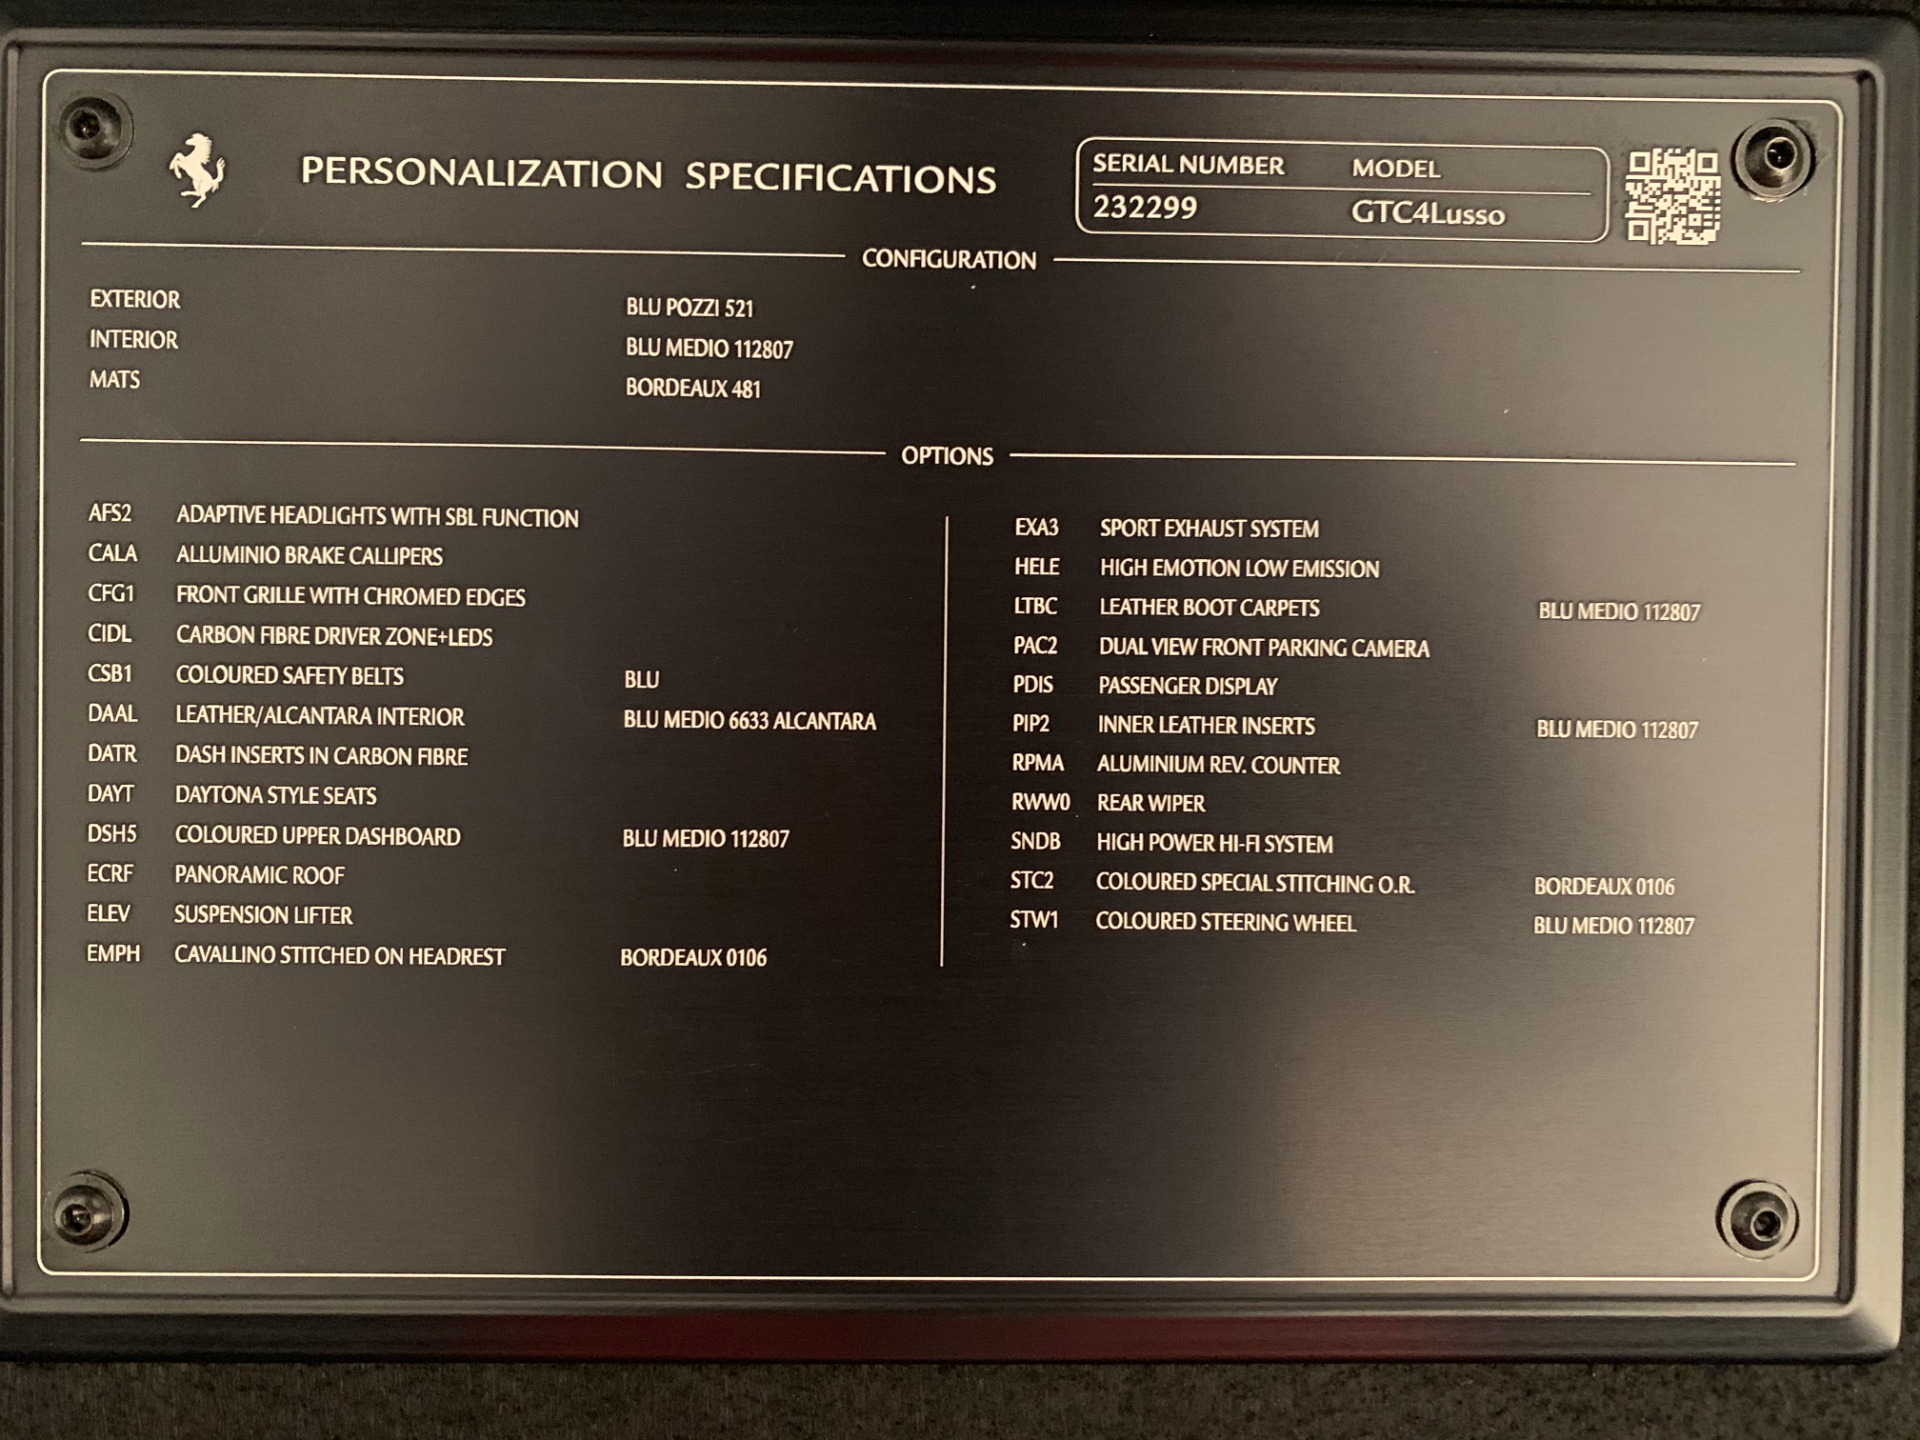 PERSONALIZATION SPECIFICATIONS
SERIAL NUMBER MODEL
232299 GTC4Lusso
CONFIGURATION
EXTERIOR BLU POZZI 521
INTERIOR BLU MEDIO 112807
MATS BORDEAUX 481
OPTIONS
AFS2 ADAPTIVE HEADLIGHTS WITH SBL FUNCTION
CALA ALLUMINIO BRAKE CALLIPERS
CFG1 FRONT GRILLE WITH CHROMED EDGES
CIDL CARBON FIBRE DRIVER ZONE+LEDS
CSB1 COLOURED SAFETY BELTS BLU
DAAL LEATHER/ALCANTARA INTERIOR BLU MEDIO 6633 ALCANTARA
DATR DASH INSERTS IN CARBON FIBRE
DAYT DAYTONA STYLE SEATS
DSH5 COLOURED UPPER DASHBOARD BLU MEDIO 112807
ECRF PANORAMIC ROOF
ELEV SUSPENSION LIFTER
EMPH CAVALLINO STITCHED ON HEADREST BORDEAUX 0106
EXA3 SPORT EXHAUST SYSTEM
HELE HIGH EMOTION LOW EMISSION
LTBC LEATHER BOOT CARPETS BLU MEDIO 112807
PAC2 DUAL VIEW FRONT PARKING CAMERA
PDIS PASSENGER DISPLAY
PIP2 INNER LEATHER INSERTS BLU MEDIO 112807
RPMA ALUMINIUM REV. COUNTER
RWW0 REAR WIPER
SNDB HIGH POWER HI-FI SYSTEM
STC2 COLOURED SPECIAL STITCHING O.R. BORDEAUX 0106
STW1 COLOURED STEERING WHEEL BLU MEDIO 112807